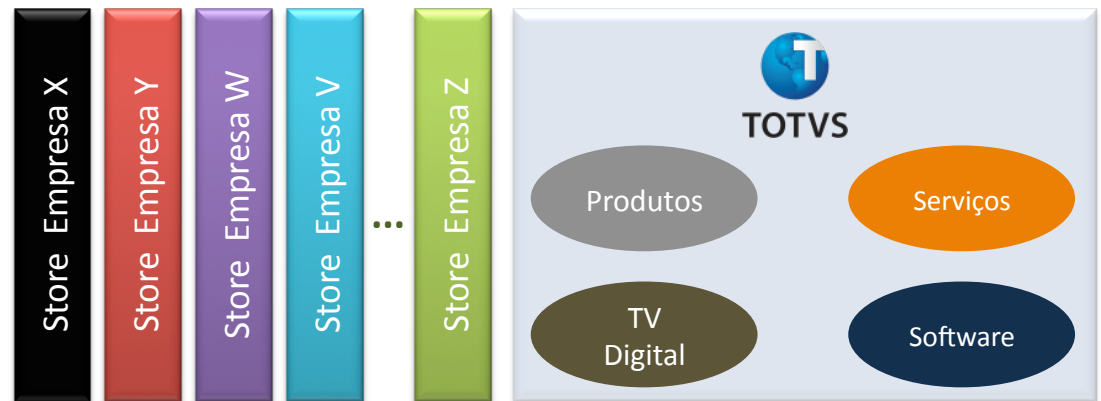 Store Empresa X
Store Empresa Y
Store Empresa W
Store Empresa V
...
Store Empresa Z
T
TOTVS
Produtos
Serviços
TV
Digital
Software